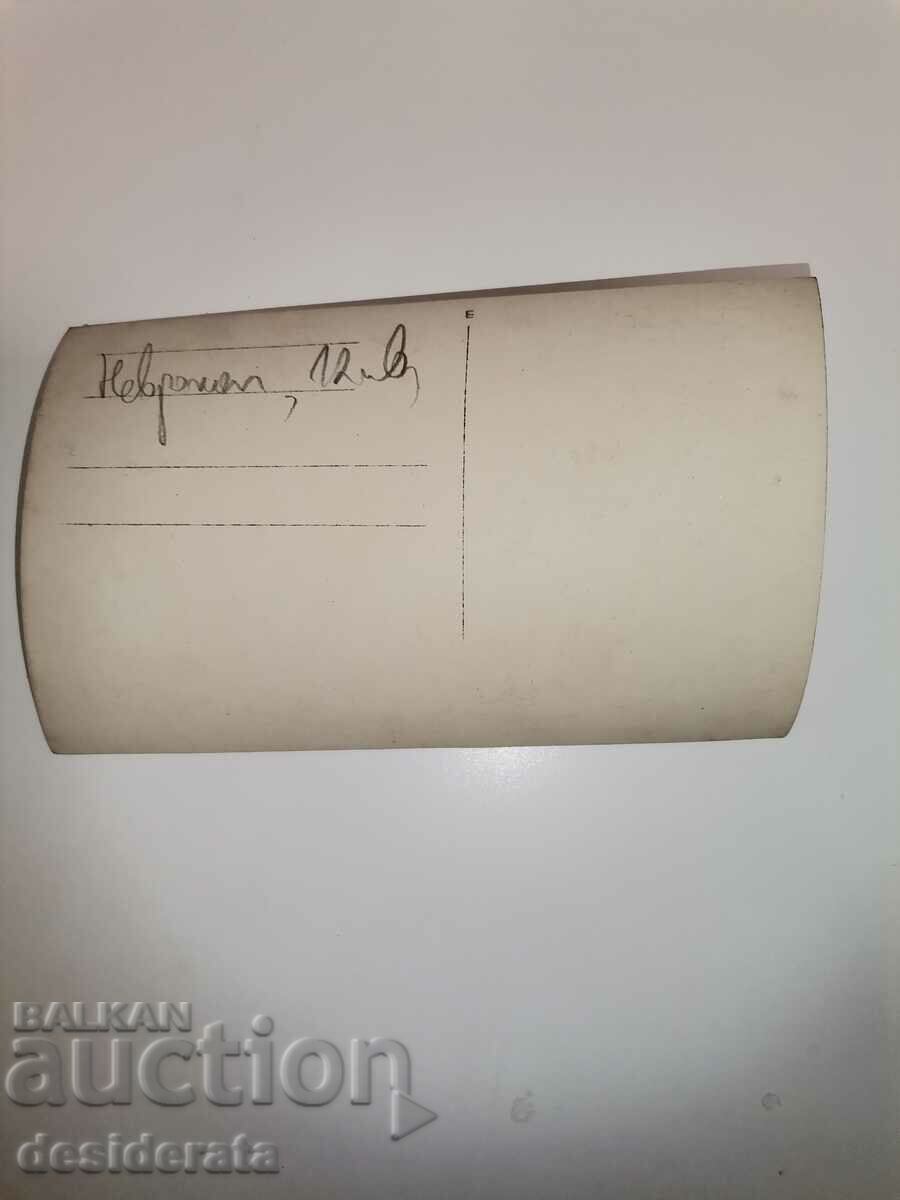 E
Неврокоп, 12 лв
BALKAN
auction
desiderata